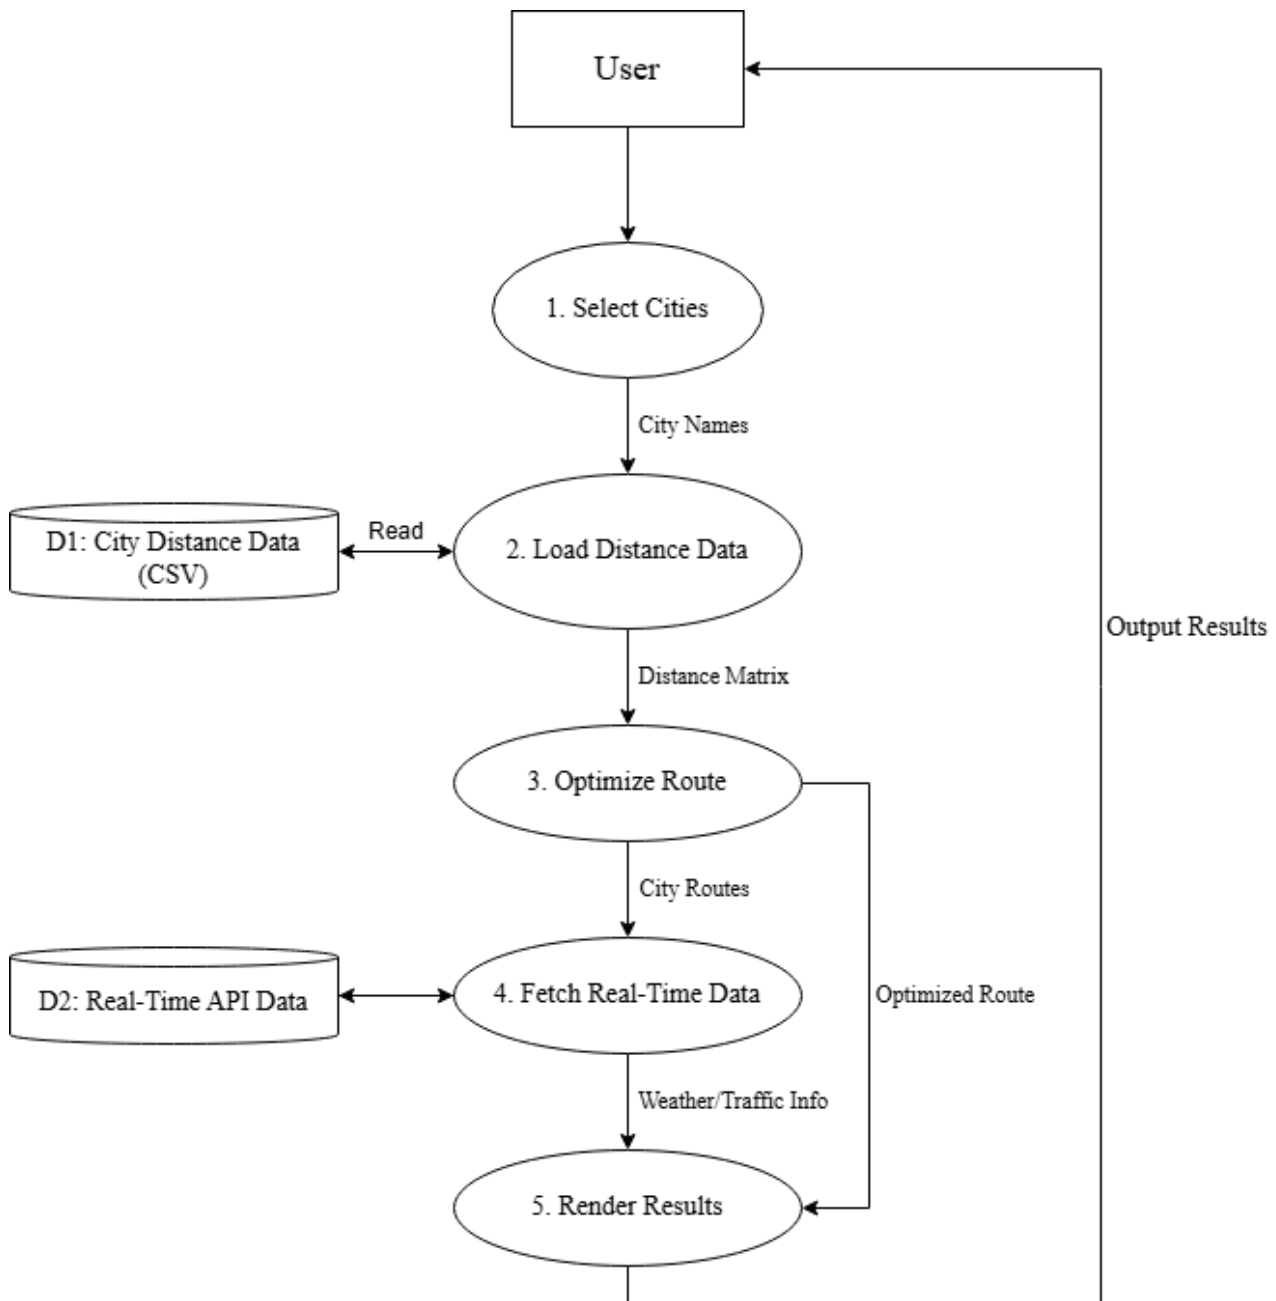 User
1. Select Cities
City Names
Read
D1: City Distance Data
(CSV)
2. Load Distance Data
Output Results
Distance Matrix
3. Optimize Route
City Routes
D2: Real-Time API Data
4. Fetch Real-Time Data
Optimized Route
Weather/Traffic Info
5. Render Results